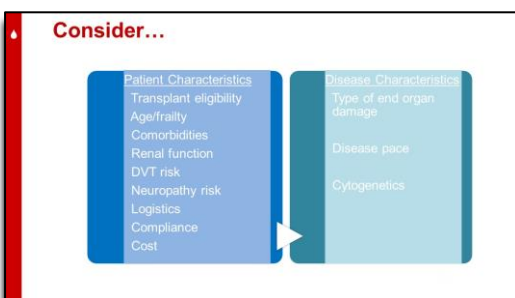 Consider…
Patient Characteristics
Transplant eligibility
Age/frailty
Comorbidities
Renal function
DVT risk
Neuropathy risk
Logistics
Compliance
Cost
Disease Characteristics
Type of end organ
damage
Disease pace
Cytogenetics